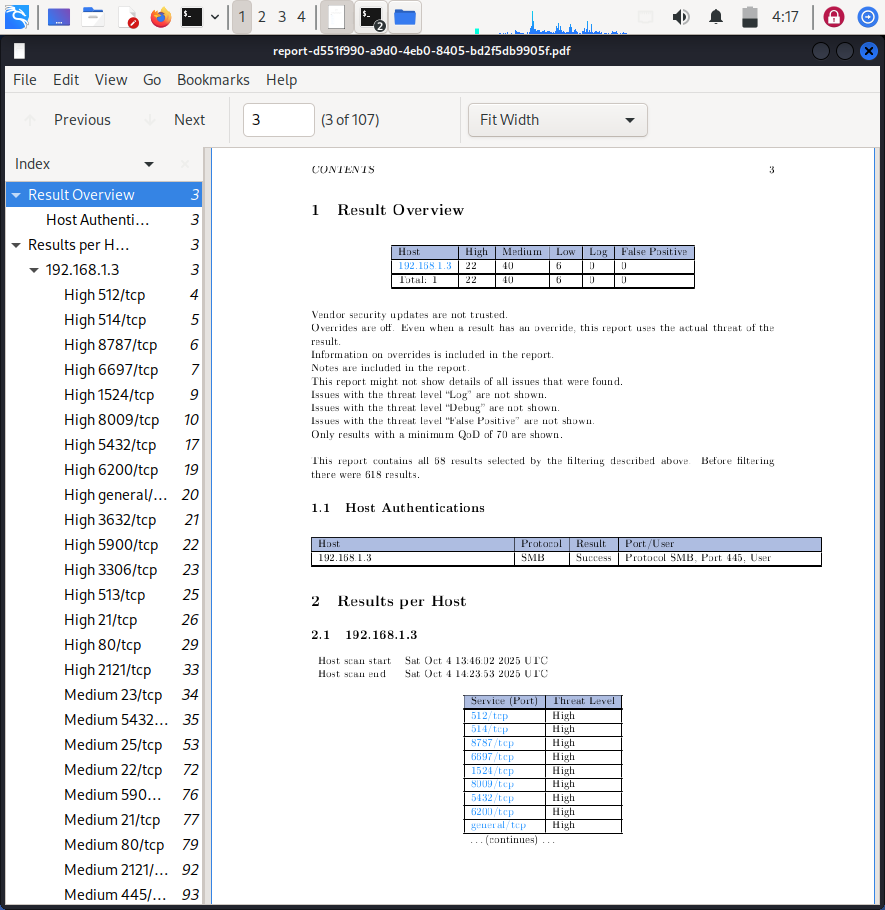 1 2 3 4 2 4:17
report-d551f990-a9d0-4eb0-8405-bd2f5db9905f.pdf
File Edit View Go Bookmarks Help
Previous Next 3 (3 of 107) Fit Width
Index
Result Overview 3
Host Authenti… 3
Results per H… 3
192.168.1.3 3
High 512/tcp 4
High 514/tcp 5
High 8787/tcp 6
High 6697/tcp 7
High 1524/tcp 9
High 8009/tcp 10
High 5432/tcp 17
High 6200/tcp 19
High general/… 20
High 3632/tcp 21
High 5900/tcp 22
High 3306/tcp 23
High 513/tcp 25
High 21/tcp 26
High 80/tcp 29
High 2121/tcp 33
Medium 23/tcp 34
Medium 5432… 35
Medium 25/tcp 53
Medium 22/tcp 72
Medium 590… 76
Medium 21/tcp 77
Medium 80/tcp 79
Medium 2121/… 92
Medium 445/… 93
CONTENTS 3
1 Result Overview
Host High Medium Low Log False Positive
192.168.1.3 22 40 6 0 0
Total: 1 22 40 6 0 0
Vendor security updates are not trusted.
Overrides are off. Even when a result has an override, this report uses the actual threat of the
result.
Information on overrides is included in the report.
Notes are included in the report.
This report might not show details of all issues that were found.
Issues with the threat level “Log” are not shown.
Issues with the threat level “Debug” are not shown.
Issues with the threat level “False Positive” are not shown.
Only results with a minimum QoD of 70 are shown.
This report contains all 68 results selected by the filtering described above. Before filtering
there were 618 results.
1.1 Host Authentications
Host Protocol Result Port/User
192.168.1.3 SMB Success Protocol SMB, Port 445, User
2 Results per Host
2.1 192.168.1.3
Host scan start Sat Oct 4 13:46:02 2025 UTC
Host scan end Sat Oct 4 14:23:53 2025 UTC
Service (Port) Threat Level
512/tcp High
514/tcp High
8787/tcp High
6697/tcp High
1524/tcp High
8009/tcp High
5432/tcp High
6200/tcp High
general/tcp High
. . . (continues) . . .